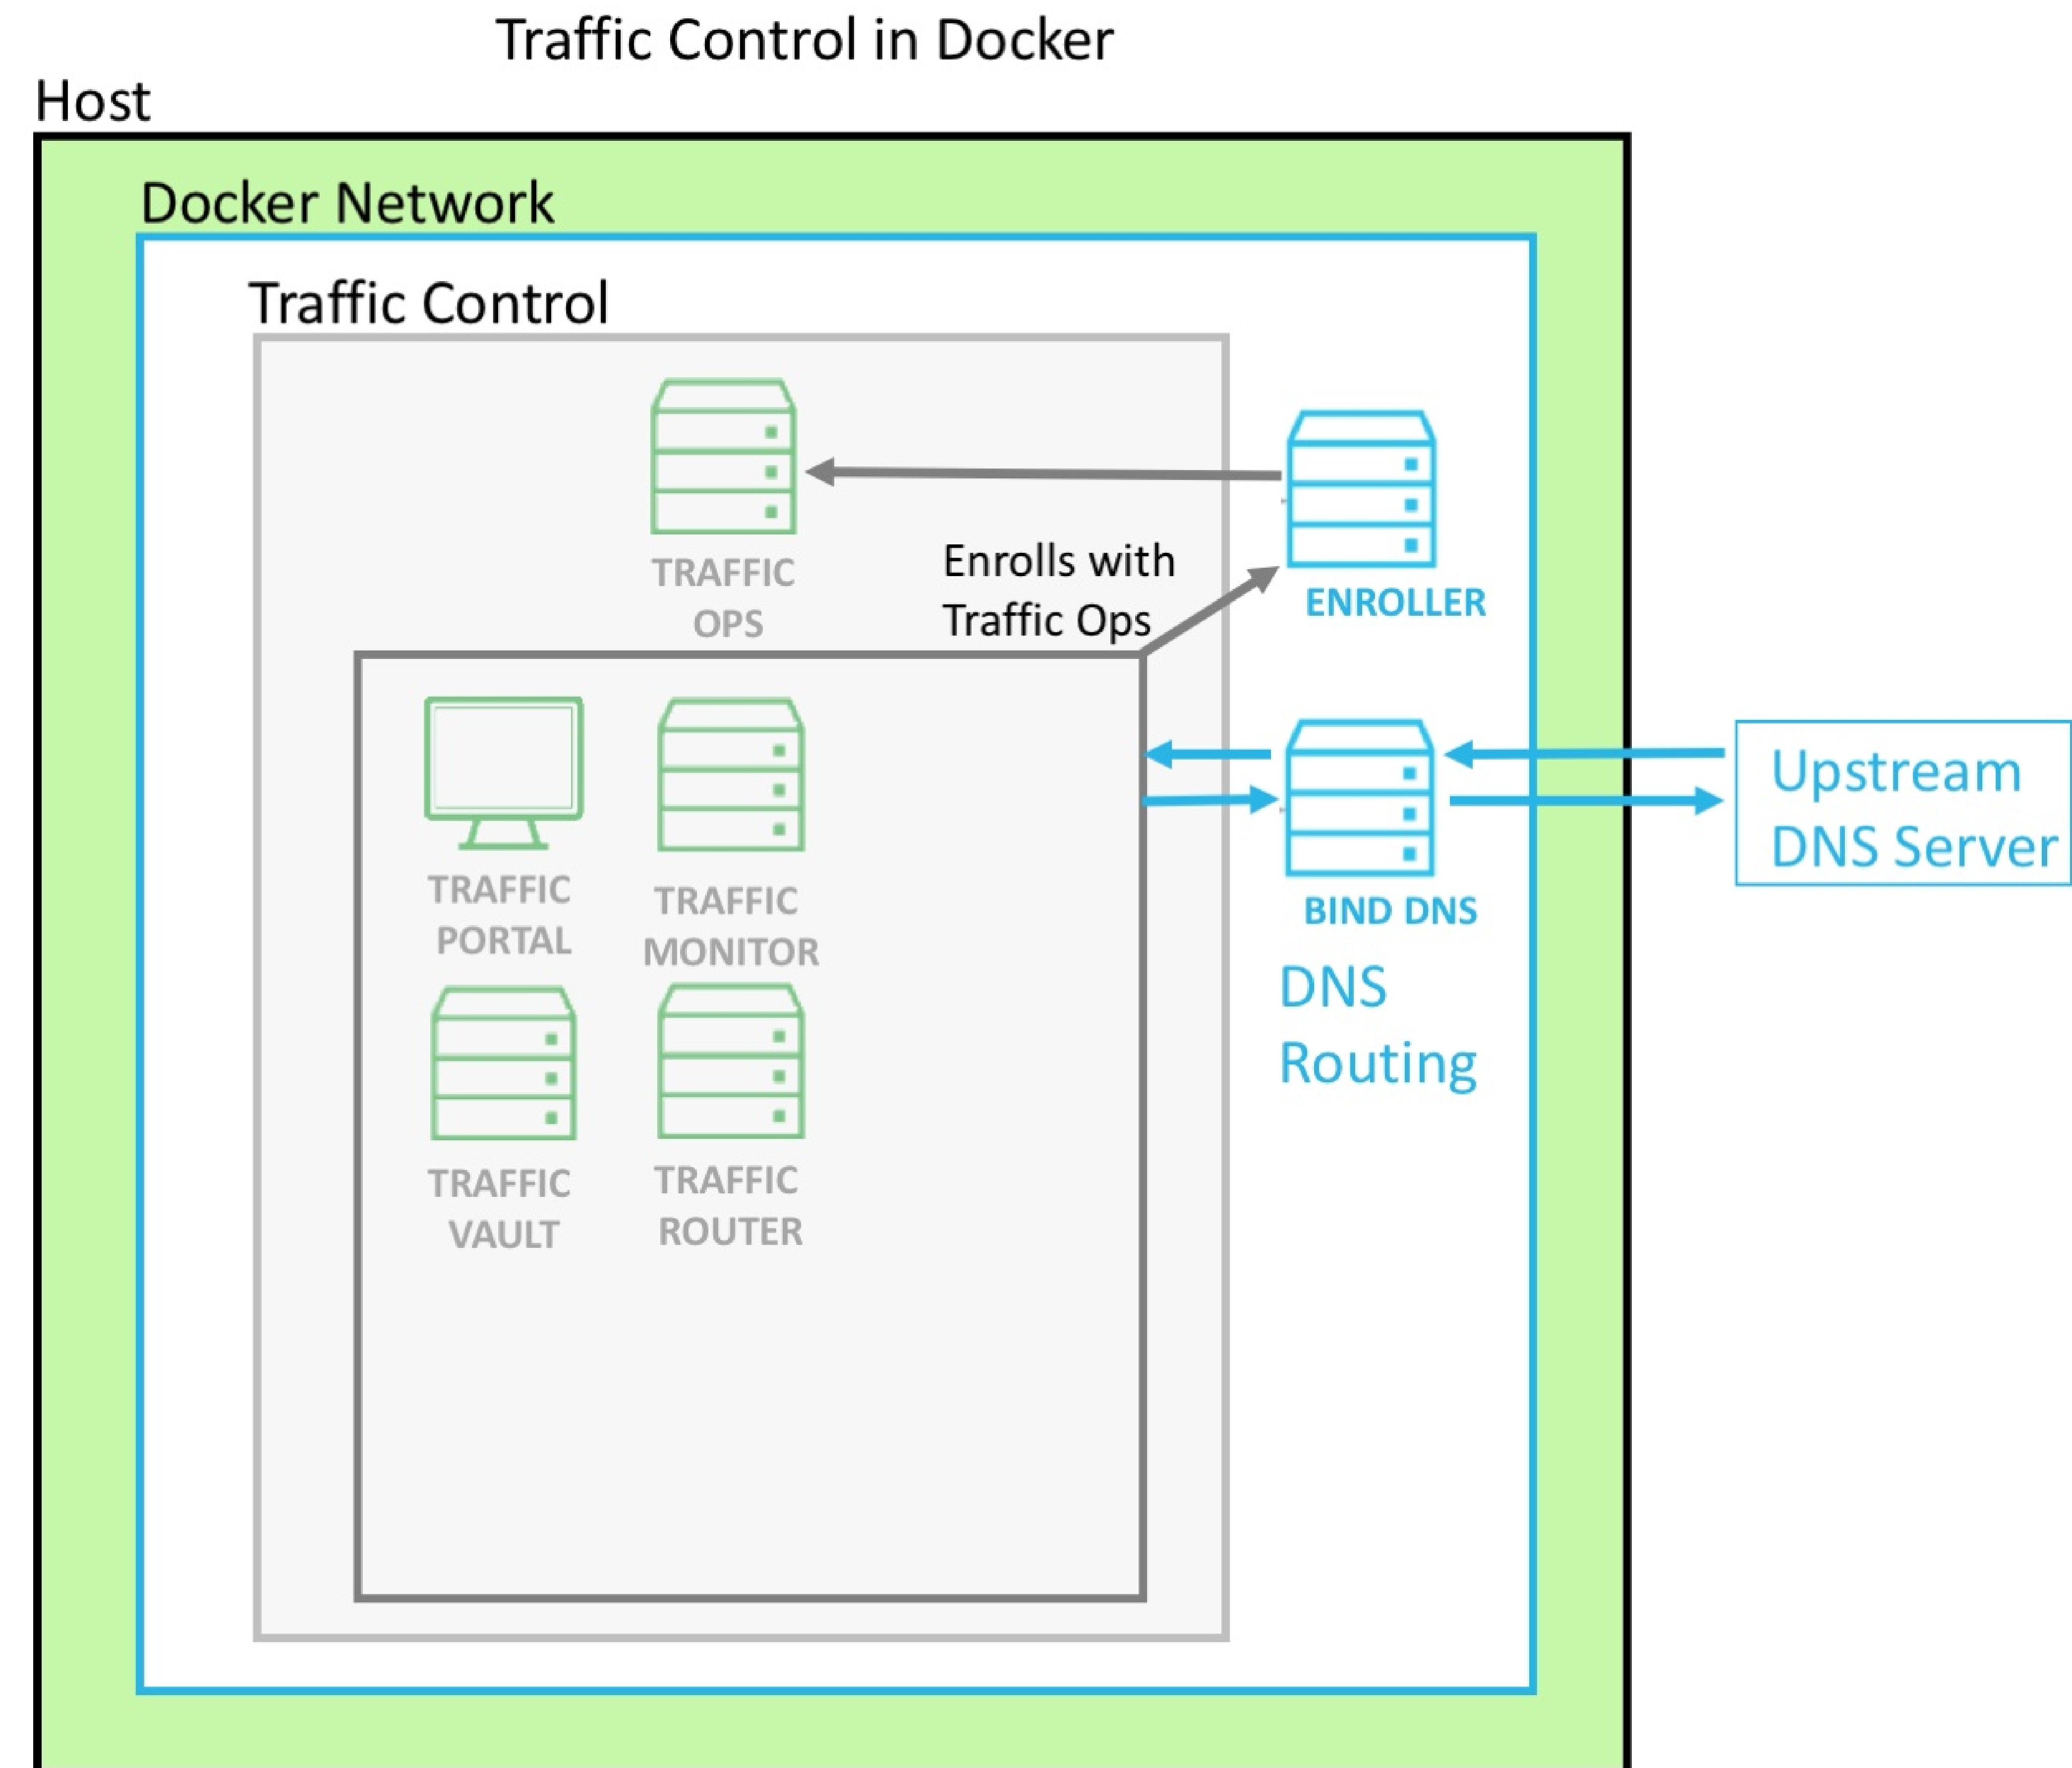 Traffic Control in Docker
Host
Docker Network
Traffic Control
TRAFFIC
OPS
Enrolls with
Traffic Ops
ENROLLER
TRAFFIC
PORTAL
TRAFFIC
MONITOR
TRAFFIC
VAULT
TRAFFIC
ROUTER
BIND DNS
DNS
Routing
Upstream
DNS Server